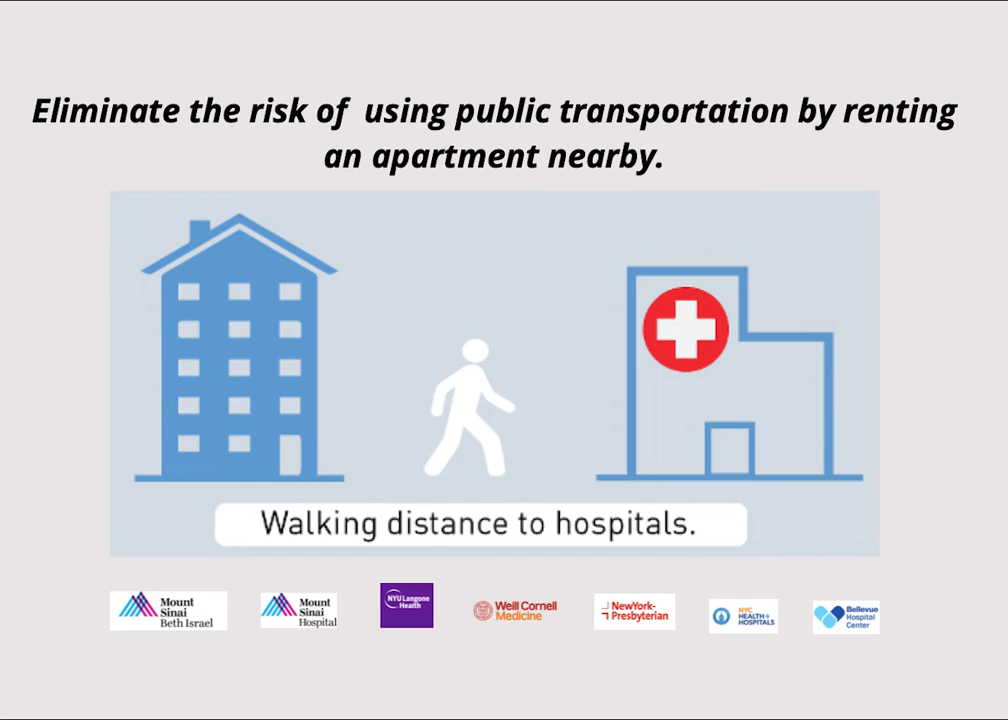 Eliminate the risk of using public transportation by renting
an apartment nearby.
Walking distance to hospitals.
Mount
Sinai
Beth Israel
Mount
Sinai
Hospital
NYU Langone
Health
Weill Cornell
Medicine
NewYork-
Presbyterian
NYC
HEALTH+
HOSPITALS
Bellevue
Hospital
Center